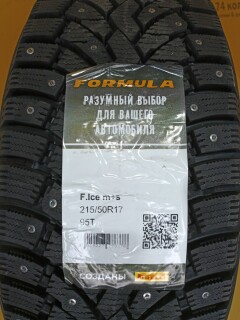 FORMULA
РАЗУМНЫЙ ВЫБОР
ДЛЯ ВАШЕГО
АВТОМОБИЛЯ
F.Ice m+s
215/50R17
95T
СОЗДАНЫ